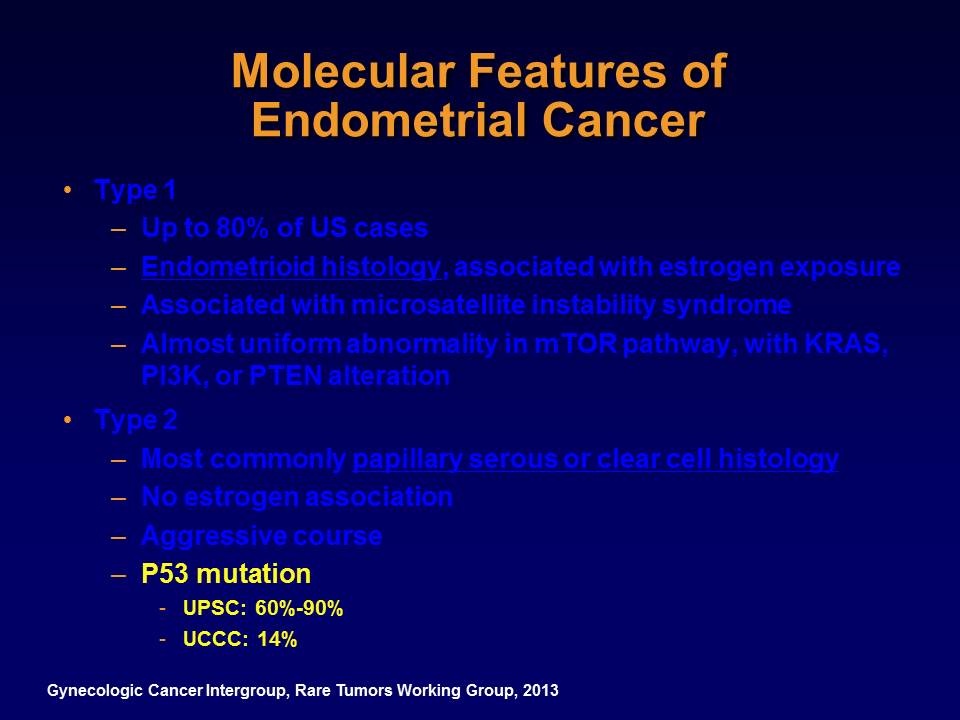 Molecular Features of
Endometrial Cancer
• Type 1
– Up to 80% of US cases
– Endometrioid histology, associated with estrogen exposure
– Associated with microsatellite instability syndrome
– Almost uniform abnormality in mTOR pathway, with KRAS,
PI3K, or PTEN alteration
• Type 2
– Most commonly papillary serous or clear cell histology
– No estrogen association
– Aggressive course
– P53 mutation
- UPSC: 60%-90%
- UCCC: 14%
Gynecologic Cancer Intergroup, Rare Tumors Working Group, 2013